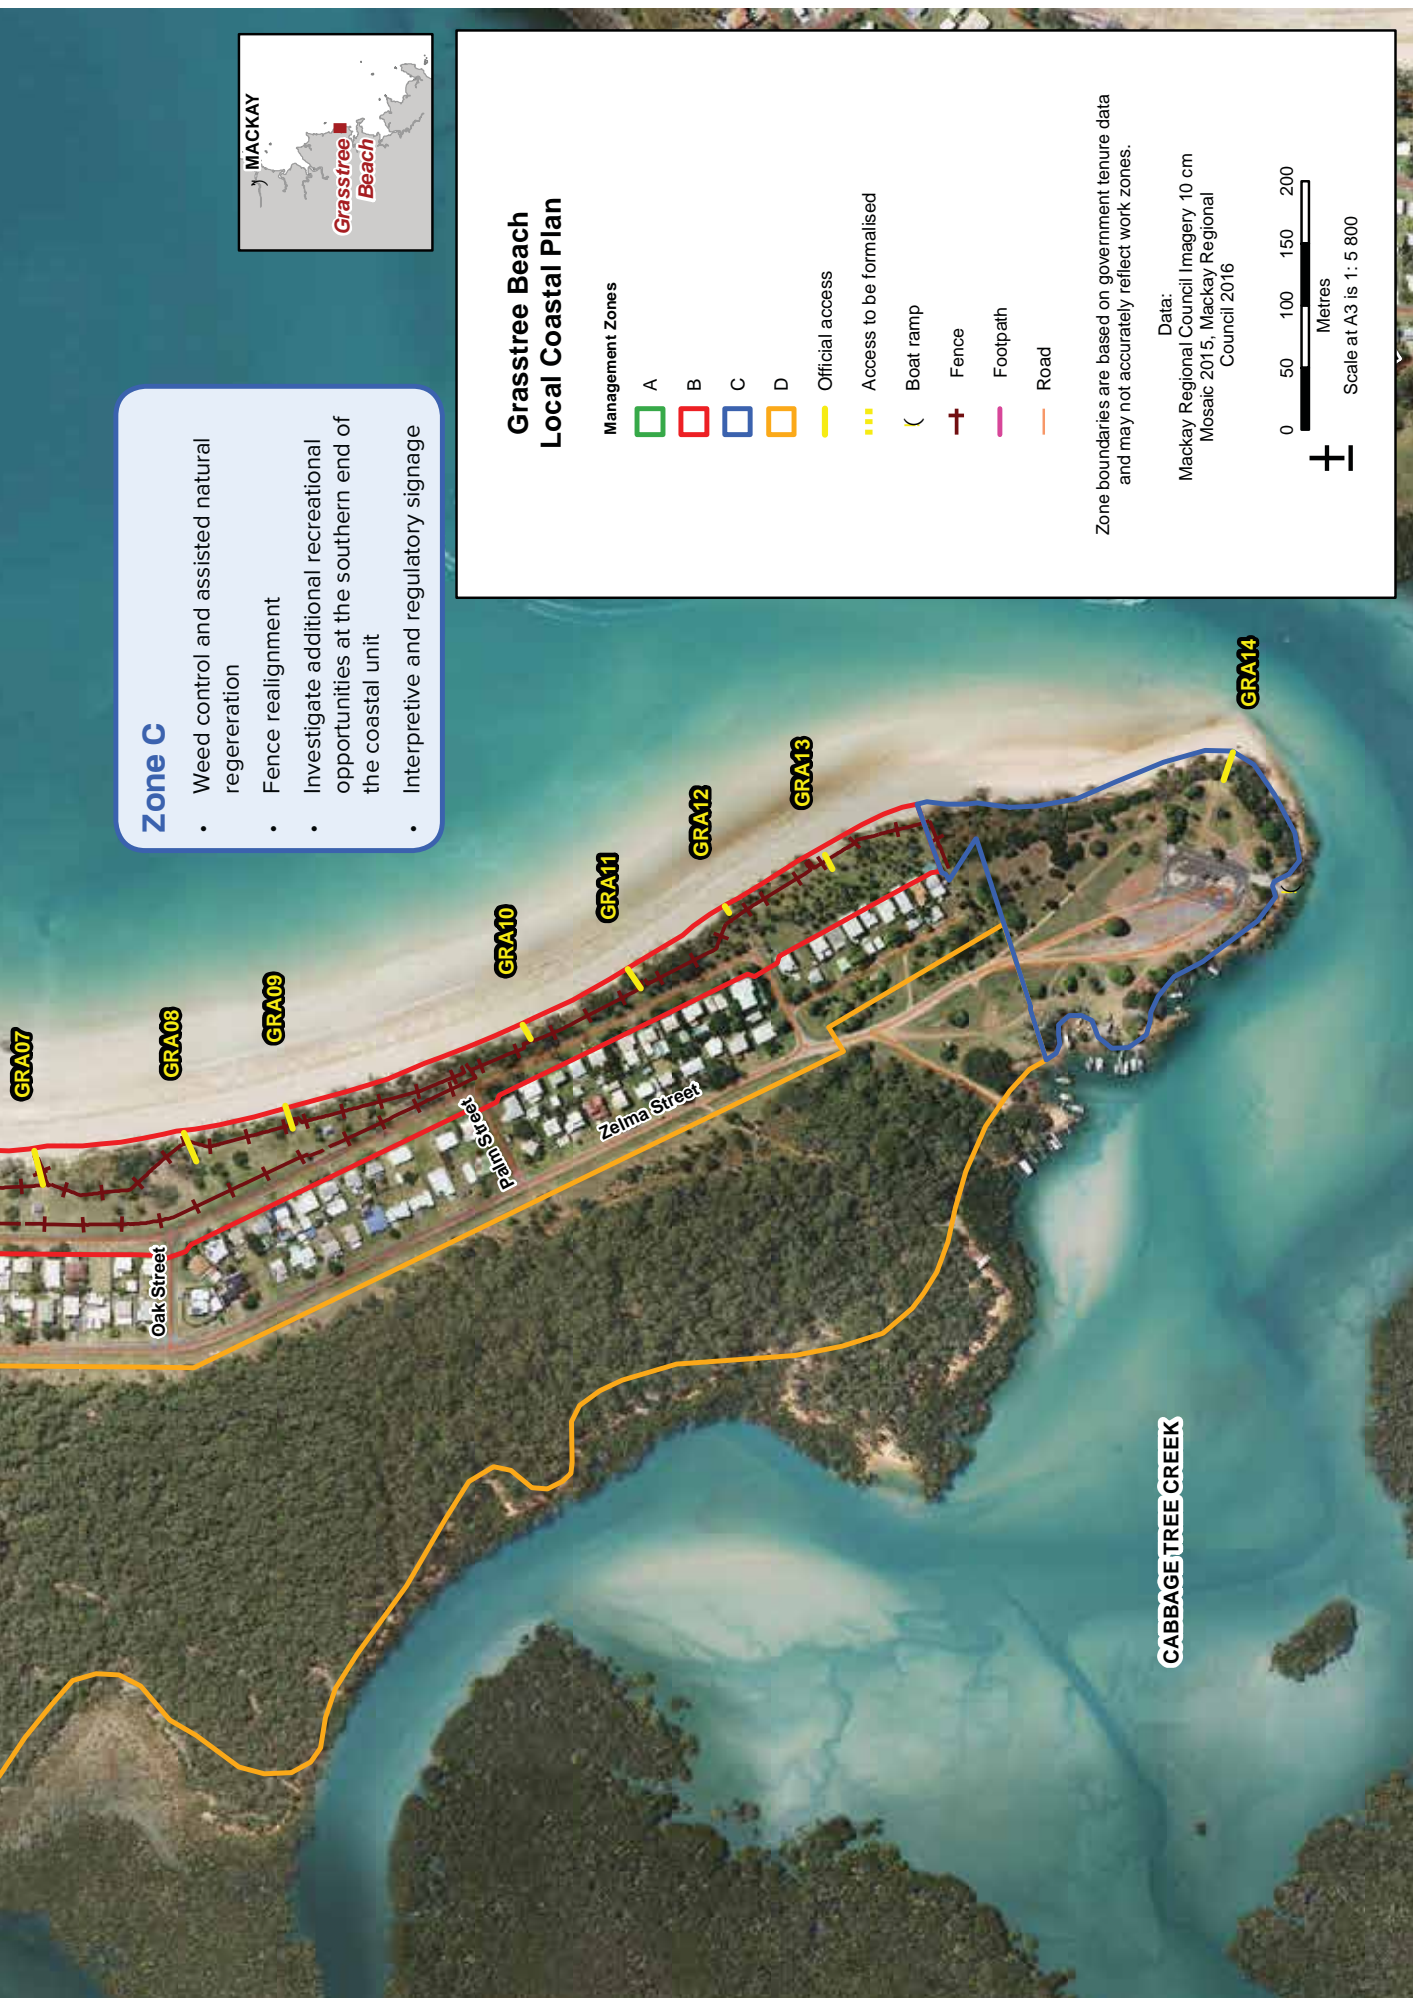 MACKAY
Grasstree
Beach
Zone C
• Weed control and assisted natural
regereration
• Fence realignment
• Investigate additional recreational
opportunities at the southern end of
the coastal unit
• Interpretive and regulatory signage
Grasstree Beach
Local Coastal Plan
Management Zones
A
B
C
D
Official access
Access to be formalised
Boat ramp
Fence
Footpath
Road
Zone boundaries are based on government tenure data
and may not accurately reflect work zones.
Data:
Mackay Regional Council Imagery 10 cm
Mosaic 2015, Mackay Regional
Council 2016
0 50 100 150 200
Metres
Scale at A3 is 1: 5 800
GRA07
GRA08
GRA09
GRA10
GRA11
GRA12
GRA13
GRA14
Oak Street
Palm Street
Zelma Street
CABBAGE TREE CREEK